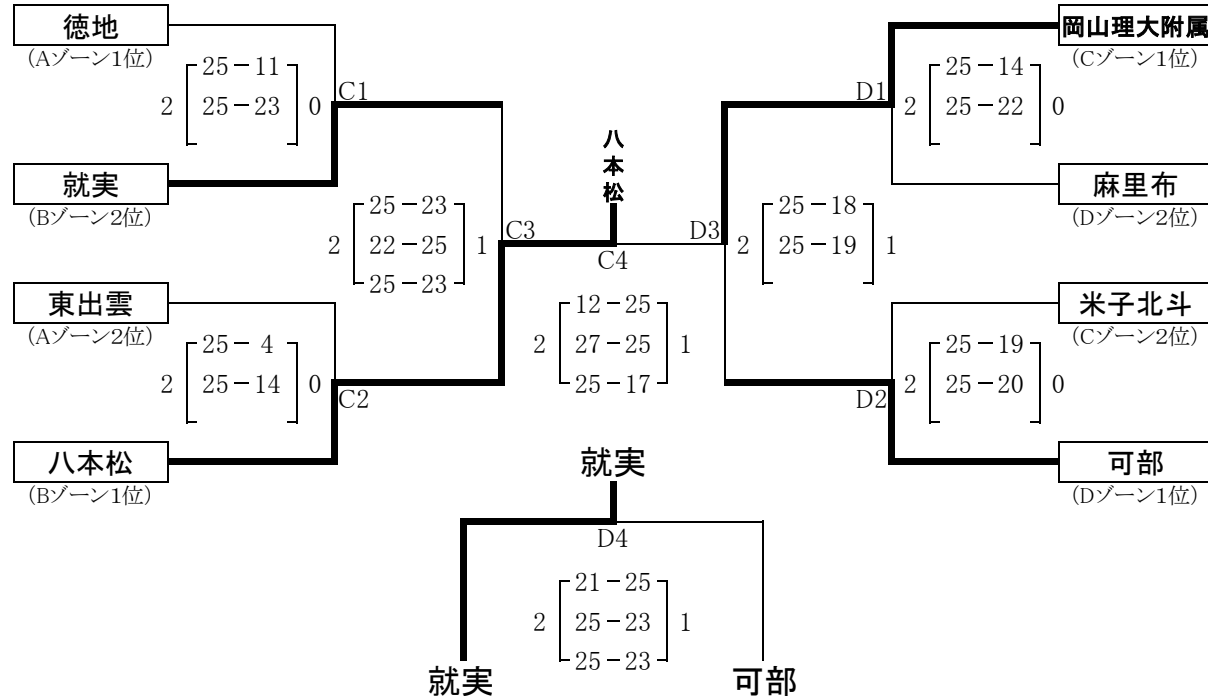 徳地
(Aゾーン1位)
25－11
2 25－23 0
C1
就実
(Bゾーン2位)
25－23
2 22－25 1
25－23
C3
東出雲
(Aゾーン2位)
25－ 4
2 25－14 0
C2
八本松
(Bゾーン1位)
八本松
C4
12－25
2 27－25 1
25－17
岡山理大附属
(Cゾーン1位)
D1
25－14
2 25－22 0
麻里布
(Dゾーン2位)
D3
25－18
2 25－19 1
米子北斗
(Cゾーン2位)
25－19
2 25－20 0
D2
可部
(Dゾーン1位)
就実
D4
21－25
2 25－23 1
25－23
就実
可部